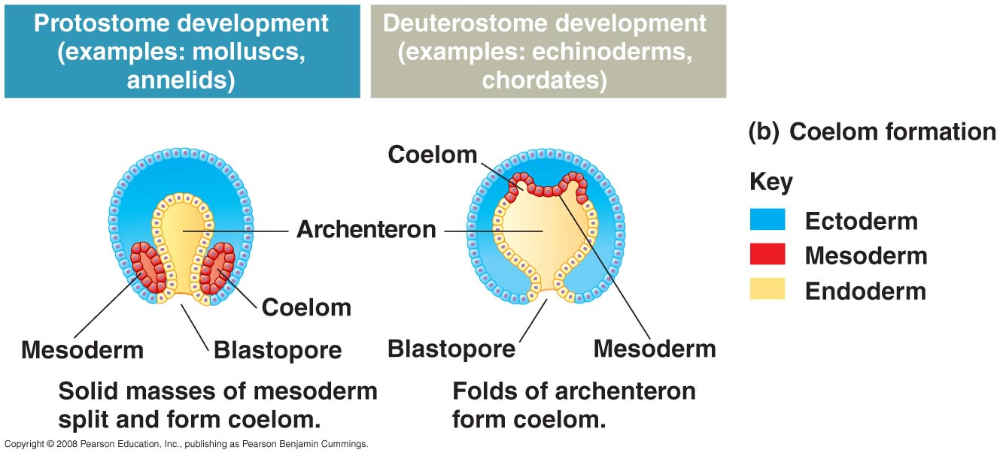 Protostome development
(examples: molluscs,
annelids)
Deuterostome development
(examples: echinoderms,
chordates)
(b) Coelom formation
Key
Ectoderm
Mesoderm
Endoderm
Coelom
Archenteron
Coelom
Mesoderm
Blastopore
Blastopore
Mesoderm
Solid masses of mesoderm
split and form coelom.
Folds of archenteron
form coelom.
Copyright © 2008 Pearson Education, Inc., publishing as Pearson Benjamin Cummings.